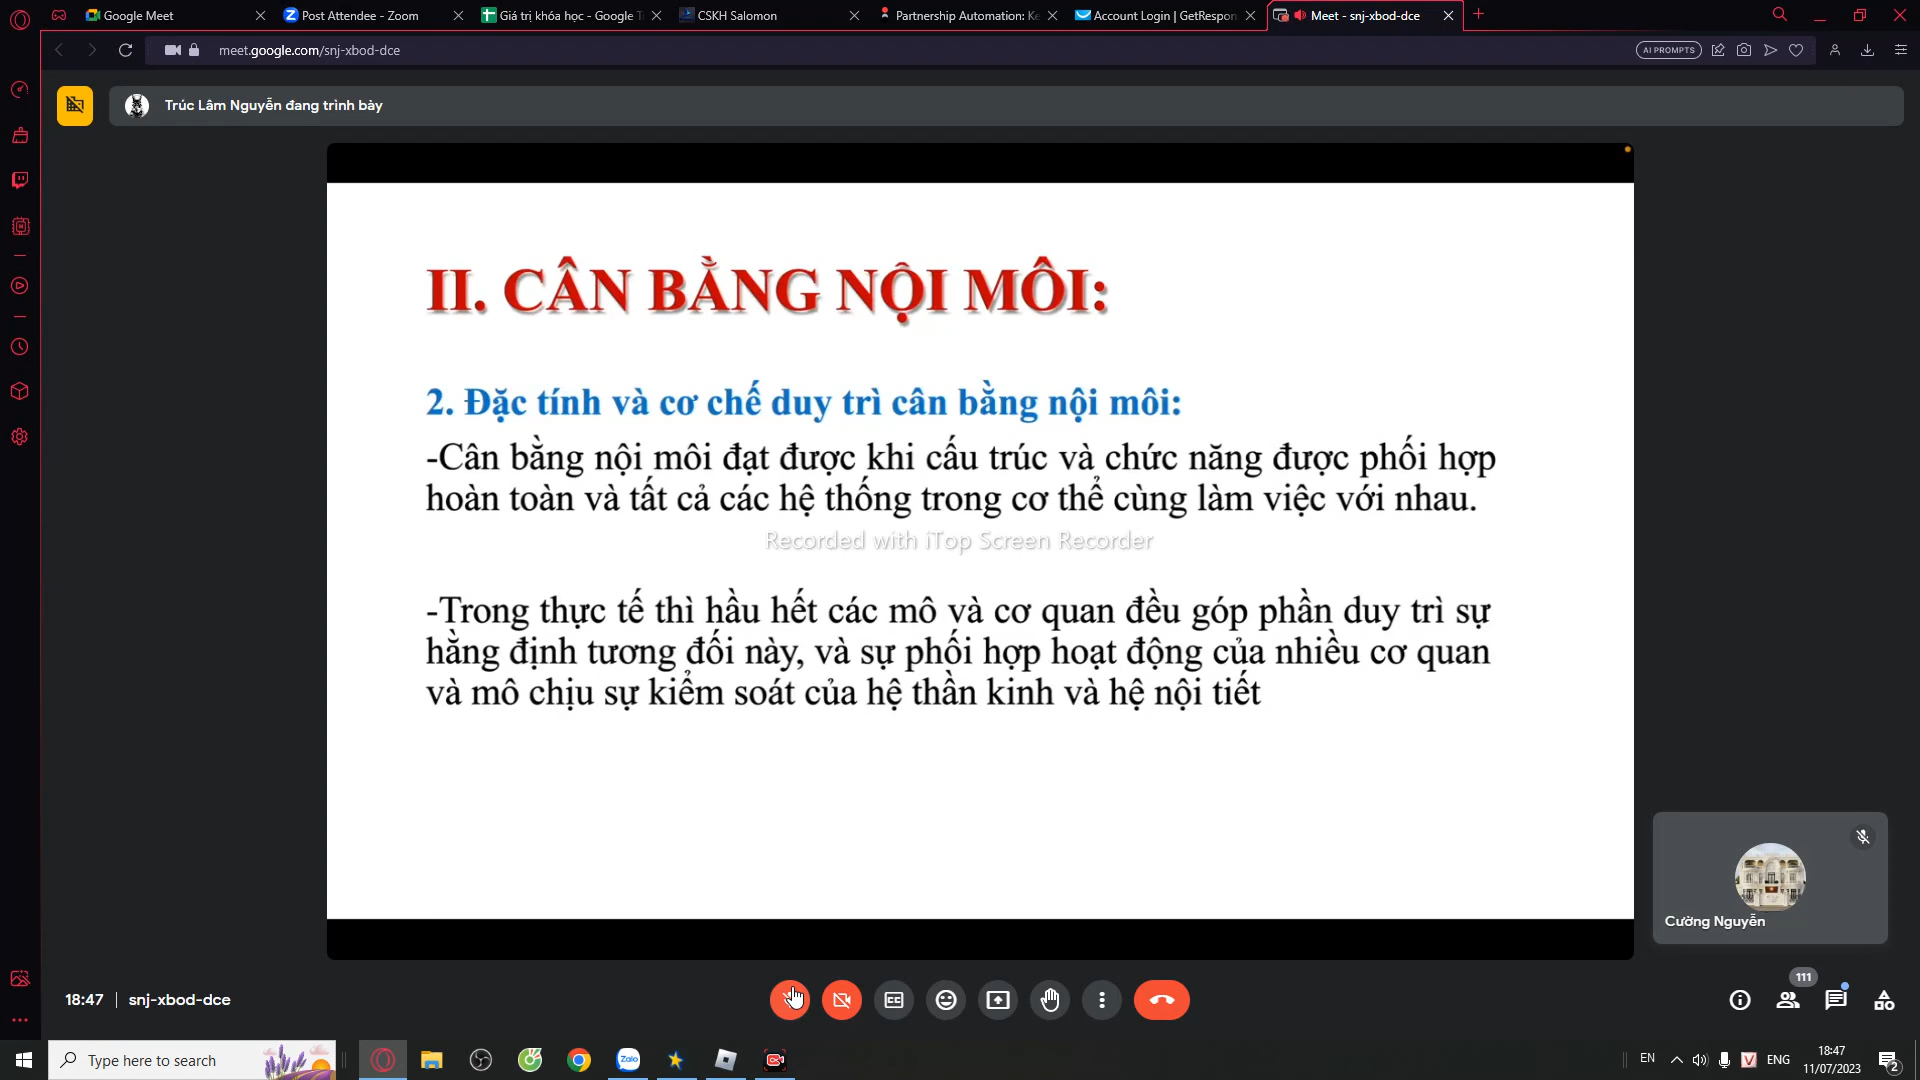 Google Meet
Post Attendee - Zoom
Giá trị khóa học - Google T
CSKH Salomon
Partnership Automation: Ke
Account Login | GetRespon
Meet - snj-xbod-dce
meet.google.com/snj-xbod-dce
AI PROMPTS
Trúc Lâm Nguyễn đang trình bày
II. CÂN BẰNG NỘI MÔI:
2. Đặc tính và cơ chế duy trì cân bằng nội môi:
-Cân bằng nội môi đạt được khi cấu trúc và chức năng được phối hợp
hoàn toàn và tất cả các hệ thống trong cơ thể cùng làm việc với nhau.
Recorded with iTop Screen Recorder
-Trong thực tế thì hầu hết các mô và cơ quan đều góp phần duy trì sự
hằng định tương đối này, và sự phối hợp hoạt động của nhiều cơ quan
và mô chịu sự kiểm soát của hệ thần kinh và hệ nội tiết
Cường Nguyễn
18:47 | snj-xbod-dce
111
Type here to search
Zalo
EN
ENG
18:47
11/07/2023
2